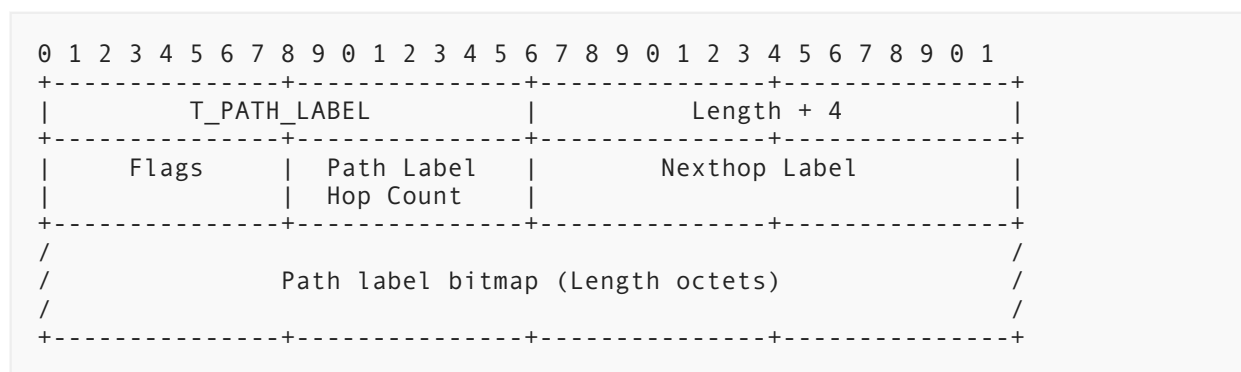 0 1 2 3 4 5 6 7 8 9 0 1 2 3 4 5 6 7 8 9 0 1 2 3 4 5 6 7 8 9 0 1
+---------------+---------------+---------------+---------------+
|          T_PATH_LABEL         |          Length + 4           |
+---------------+---------------+---------------+---------------+
|     Flags     |  Path Label   |        Nexthop Label          |
|               |  Hop Count    |                               |
+---------------+---------------+---------------+---------------+
/                                                               /
/               Path label bitmap (Length octets)               /
/                                                               /
+---------------+---------------+---------------+---------------+